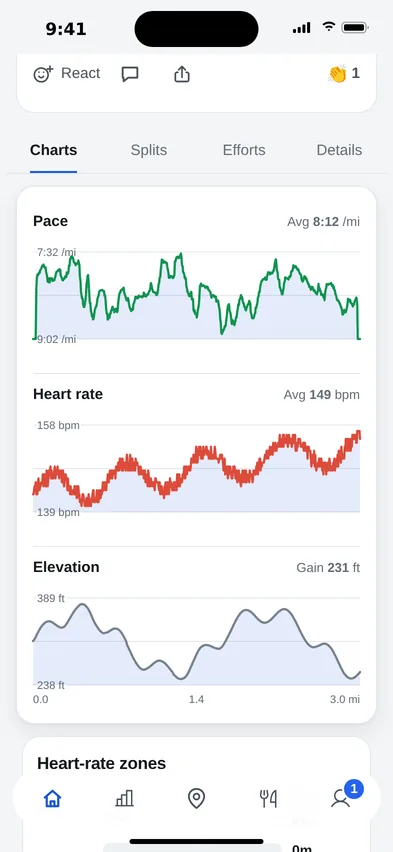 9:41
React
1
Charts Splits Efforts Details
Pace Avg 8:12 /mi
7:32 /mi
9:02 /mi
Heart rate Avg 149 bpm
158 bpm
139 bpm
Elevation Gain 231 ft
389 ft
238 ft
0.0 1.4 3.0 mi
Heart-rate zones
1
0m